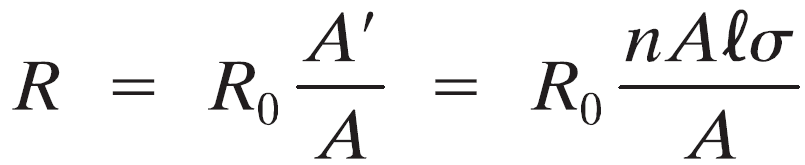 R = R₀ A′/A = R₀ nAℓσ/A